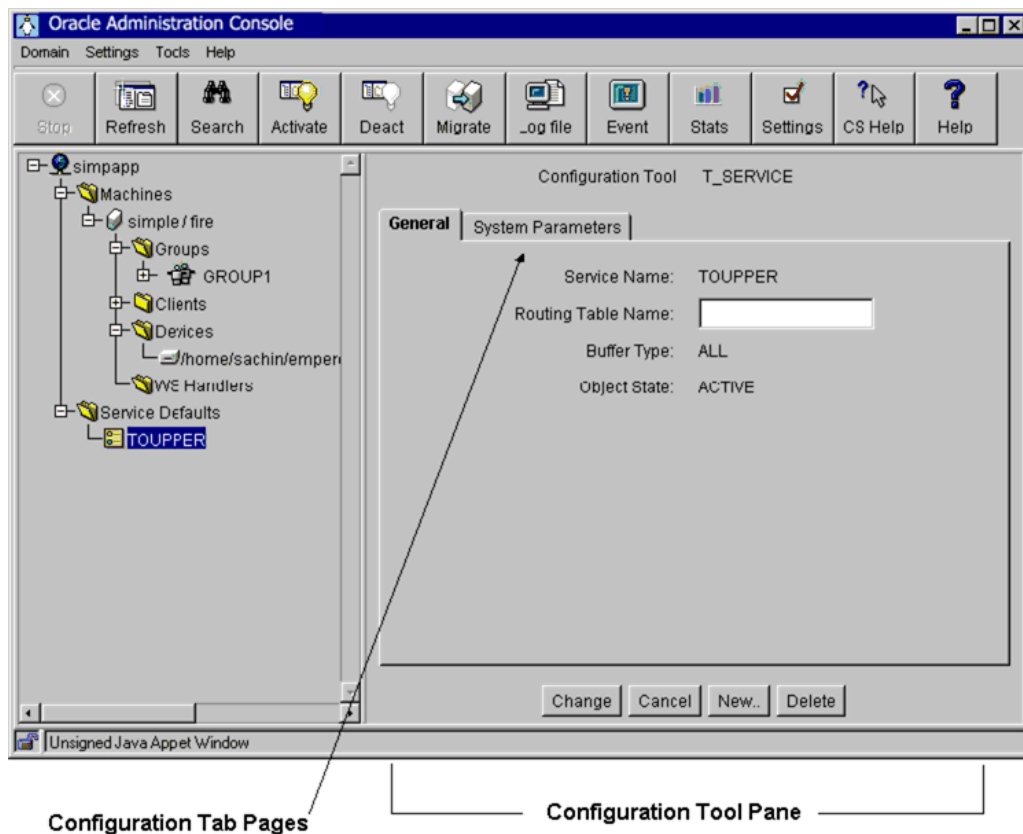 Oracle Administration Console
Domain Settings Tocls Help
Stop Refresh Search Activate Deact Migrate _og file Event Stats Settings CS Help Help
simpapp
Machines
simple / fire
Groups
GROUP1
Clients
Devices
/home/sachin/emper
WE Handlers
Service Defaults
TOUPPER
Configuration Tool T_SERVICE
General System Parameters
Service Name: TOUPPER
Routing Table Name:
Buffer Type: ALL
Object State: ACTIVE
Change Cancel New.. Delete
Unsigned Java Appet Window
Configuration Tab Pages
Configuration Tool Pane